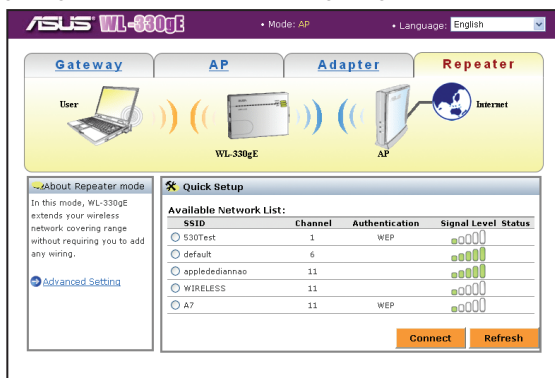 ASUS WL-330gE
• Mode: AP
• Language: English
Gateway
AP
Adapter
Repeater
User
Internet
WL-330gE
AP
About Repeater mode
In this mode, WL-330gE
extends your wireless
network covering range
without requiring you to add
any wiring.
Advanced Setting
Quick Setup
Available Network List:
SSID Channel Authentication Signal Level Status
530Test 1 WEP
default 6
appledediannao 11
WIRELESS 11
A7 11 WEP
Connect Refresh